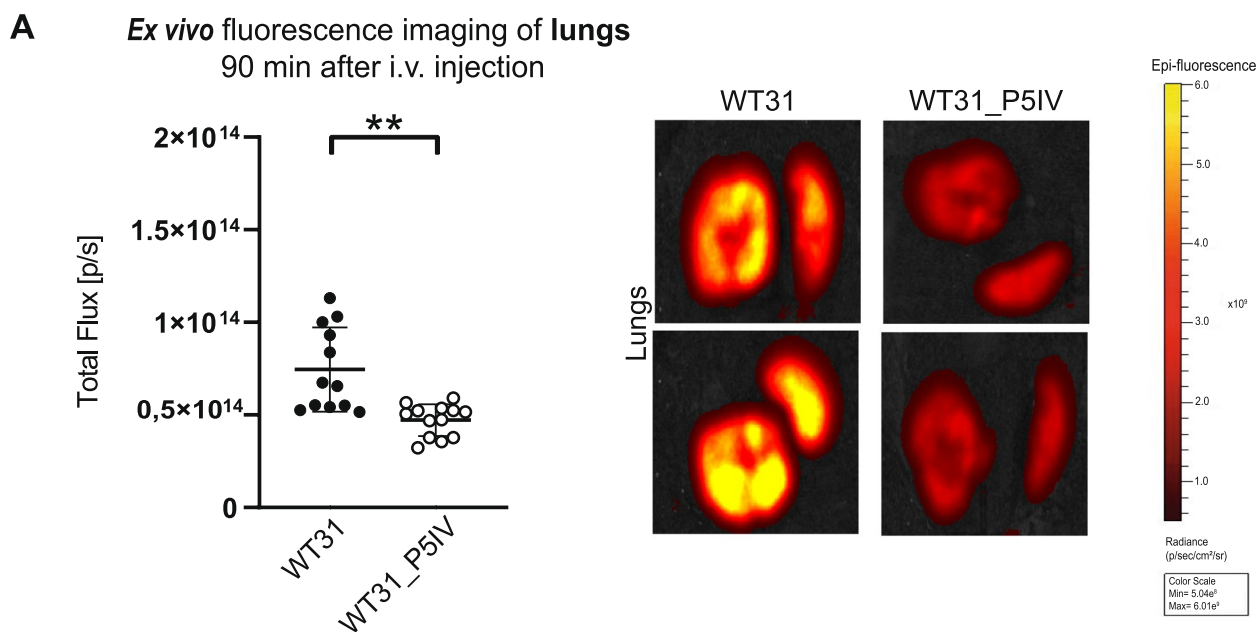 A
Ex vivo fluorescence imaging of lungs
90 min after i.v. injection
**
Total Flux [p/s]
2×10¹⁴
1.5×10¹⁴
1×10¹⁴
0,5×10¹⁴
0
WT31
WT31_P5IV
WT31
WT31_P5IV
Lungs
Epi-fluorescence
6.0
5.0
4.0
3.0
2.0
1.0
x10⁹
Radiance
(p/sec/cm²/sr)
Color Scale
Min= 5.04e⁸
Max= 6.01e⁹